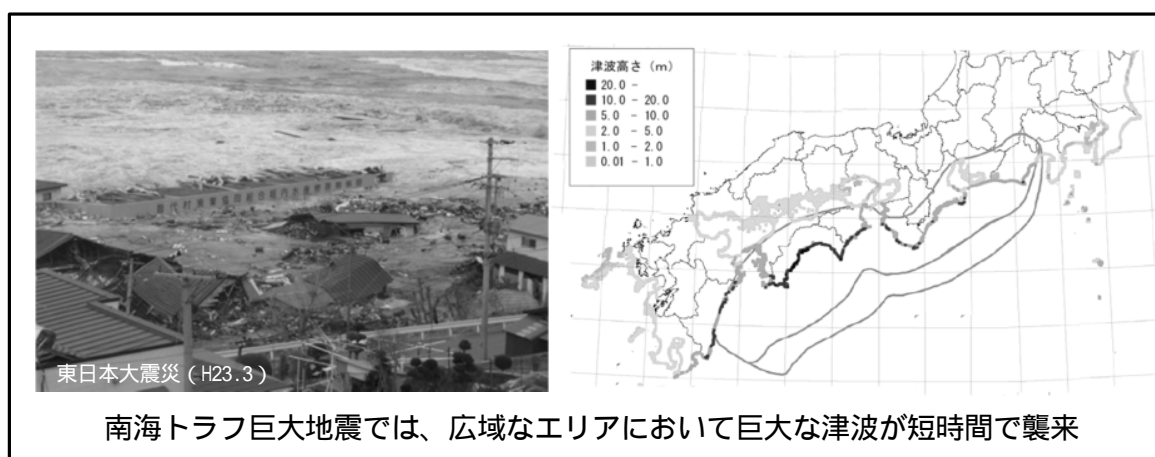 津波高さ（m）
20.0 -
10.0 - 20.0
5.0 - 10.0
2.0 - 5.0
1.0 - 2.0
0.01 - 1.0
東日本大震災（H23.3）
南海トラフ巨大地震では、広域なエリアにおいて巨大な津波が短時間で襲来